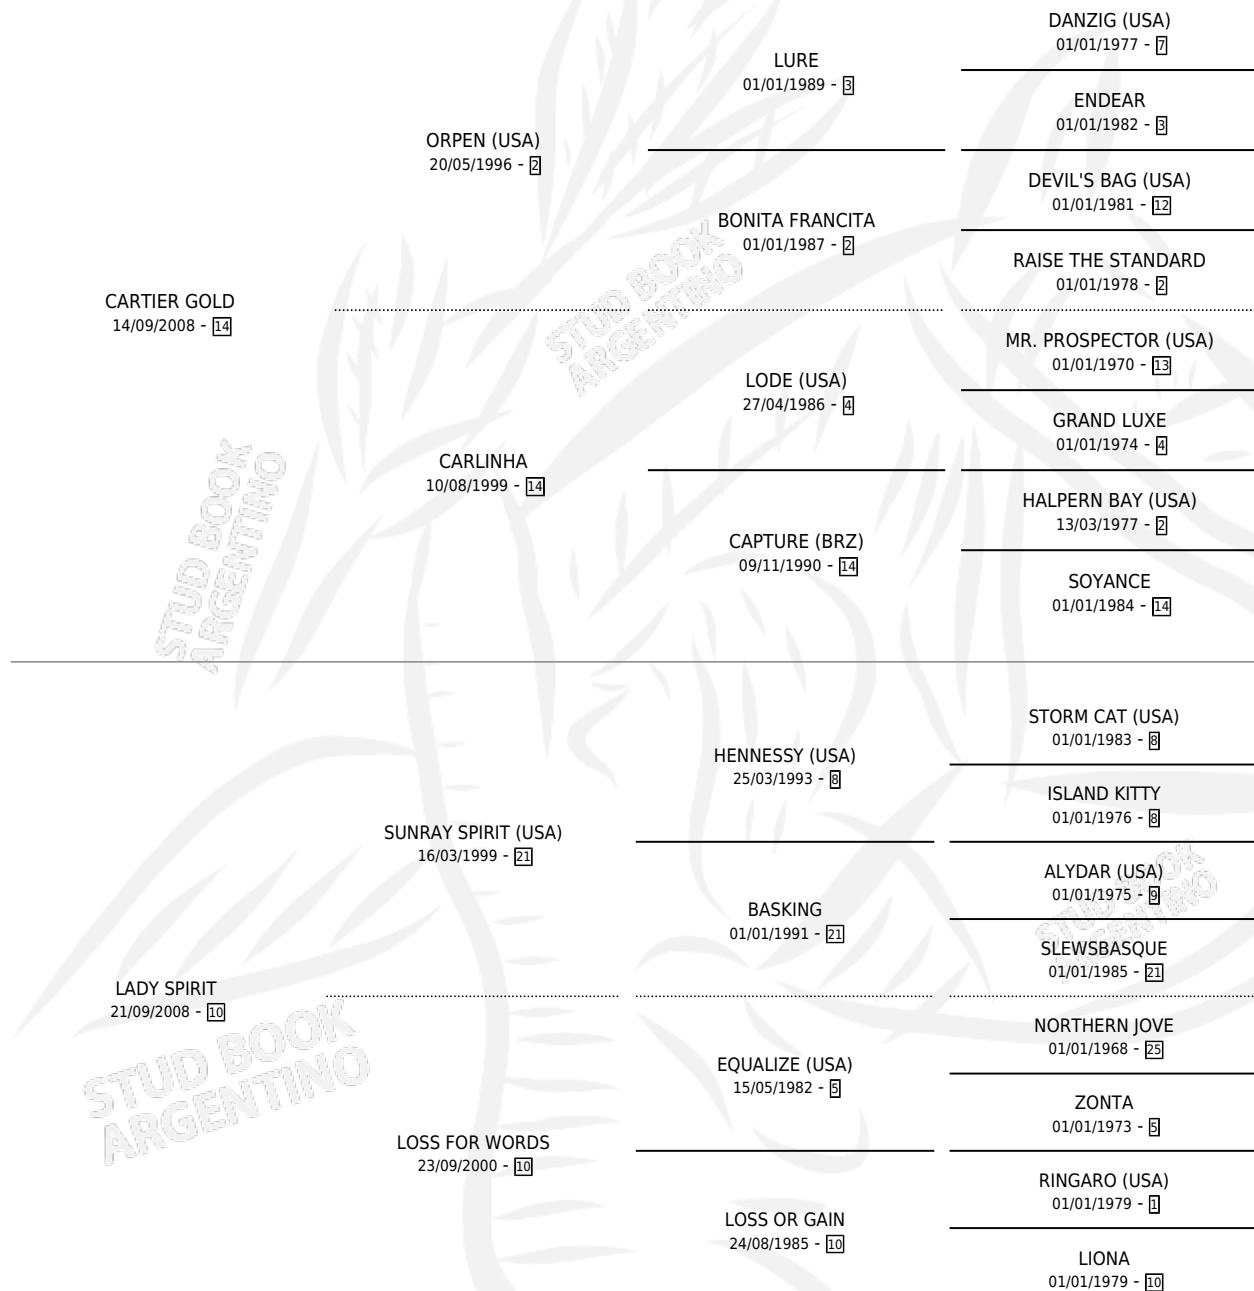 DANZIG (USA)
01/01/1977 - 7
LURE
01/01/1989 - 3
ENDEAR
01/01/1982 - 3
ORPEN (USA)
20/05/1996 - 2
DEVIL'S BAG (USA)
01/01/1981 - 12
BONITA FRANCITA
01/01/1987 - 2
RAISE THE STANDARD
01/01/1978 - 2
CARTIER GOLD
14/09/2008 - 14
MR. PROSPECTOR (USA)
01/01/1970 - 13
LODE (USA)
27/04/1986 - 4
GRAND LUXE
01/01/1974 - 4
CARLINHA
10/08/1999 - 14
HALPERN BAY (USA)
13/03/1977 - 2
CAPTURE (BRZ)
09/11/1990 - 14
SOYANCE
01/01/1984 - 14
STUD BOOK
ARGENTINO
STUD BOOK
ARGENTINO
STORM CAT (USA)
01/01/1983 - 8
HENNESSY (USA)
25/03/1993 - 8
ISLAND KITTY
01/01/1976 - 8
SUNRAY SPIRIT (USA)
16/03/1999 - 21
ALYDAR (USA)
01/01/1975 - 9
BASKING
01/01/1991 - 21
SLEWSBASQUE
01/01/1985 - 21
LADY SPIRIT
21/09/2008 - 10
NORTHERN JOVE
01/01/1968 - 25
EQUALIZE (USA)
15/05/1982 - 5
ZONTA
01/01/1973 - 5
LOSS FOR WORDS
23/09/2000 - 10
RINGARO (USA)
01/01/1979 - 1
LOSS OR GAIN
24/08/1985 - 10
LIONA
01/01/1979 - 10
STUD BOOK
ARGENTINO
STUD BOOK
ARGENTINO